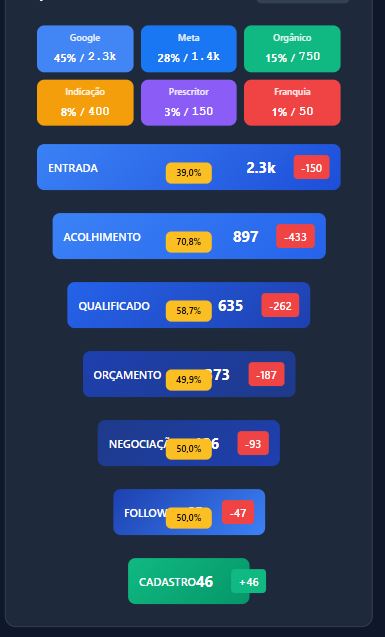 Google Meta Orgânico
45% / 2.3k 28% / 1.4k 15% / 750
Indicação Prescritor Franquia
8% / 400 3% / 150 1% / 50
ENTRADA 2.3k -150
39,0%
ACOLHIMENTO 897 -433
70,8%
QUALIFICADO 635 -262
58,7%
ORÇAMENTO 373 -187
49,9%
-93
50,0%
-47
50,0%
CADASTRO 46 +46